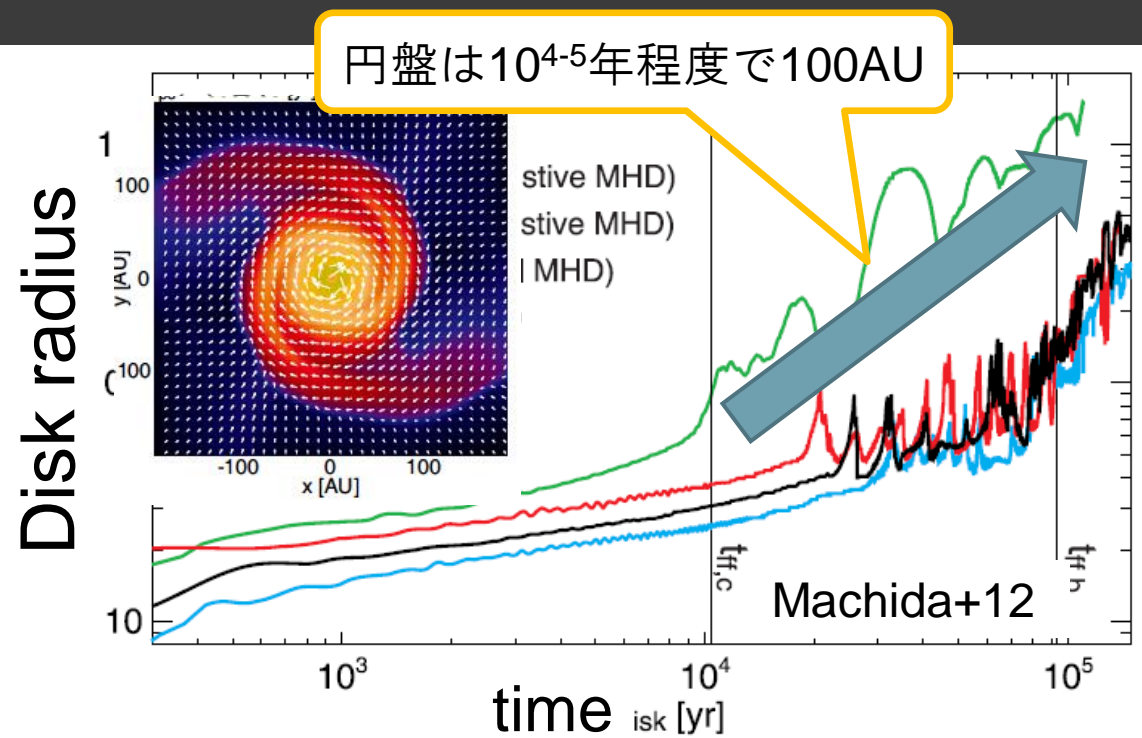 円盤は10⁴⁻⁵年程度で100AU
Disk radius
1
100
10
stive MHD)
stive MHD)
l MHD)
y [AU]
100
0
100
-100 0 100
x [AU]
t_ff,c
Machida+12
10³ 10⁴ 10⁵
time isk [yr]